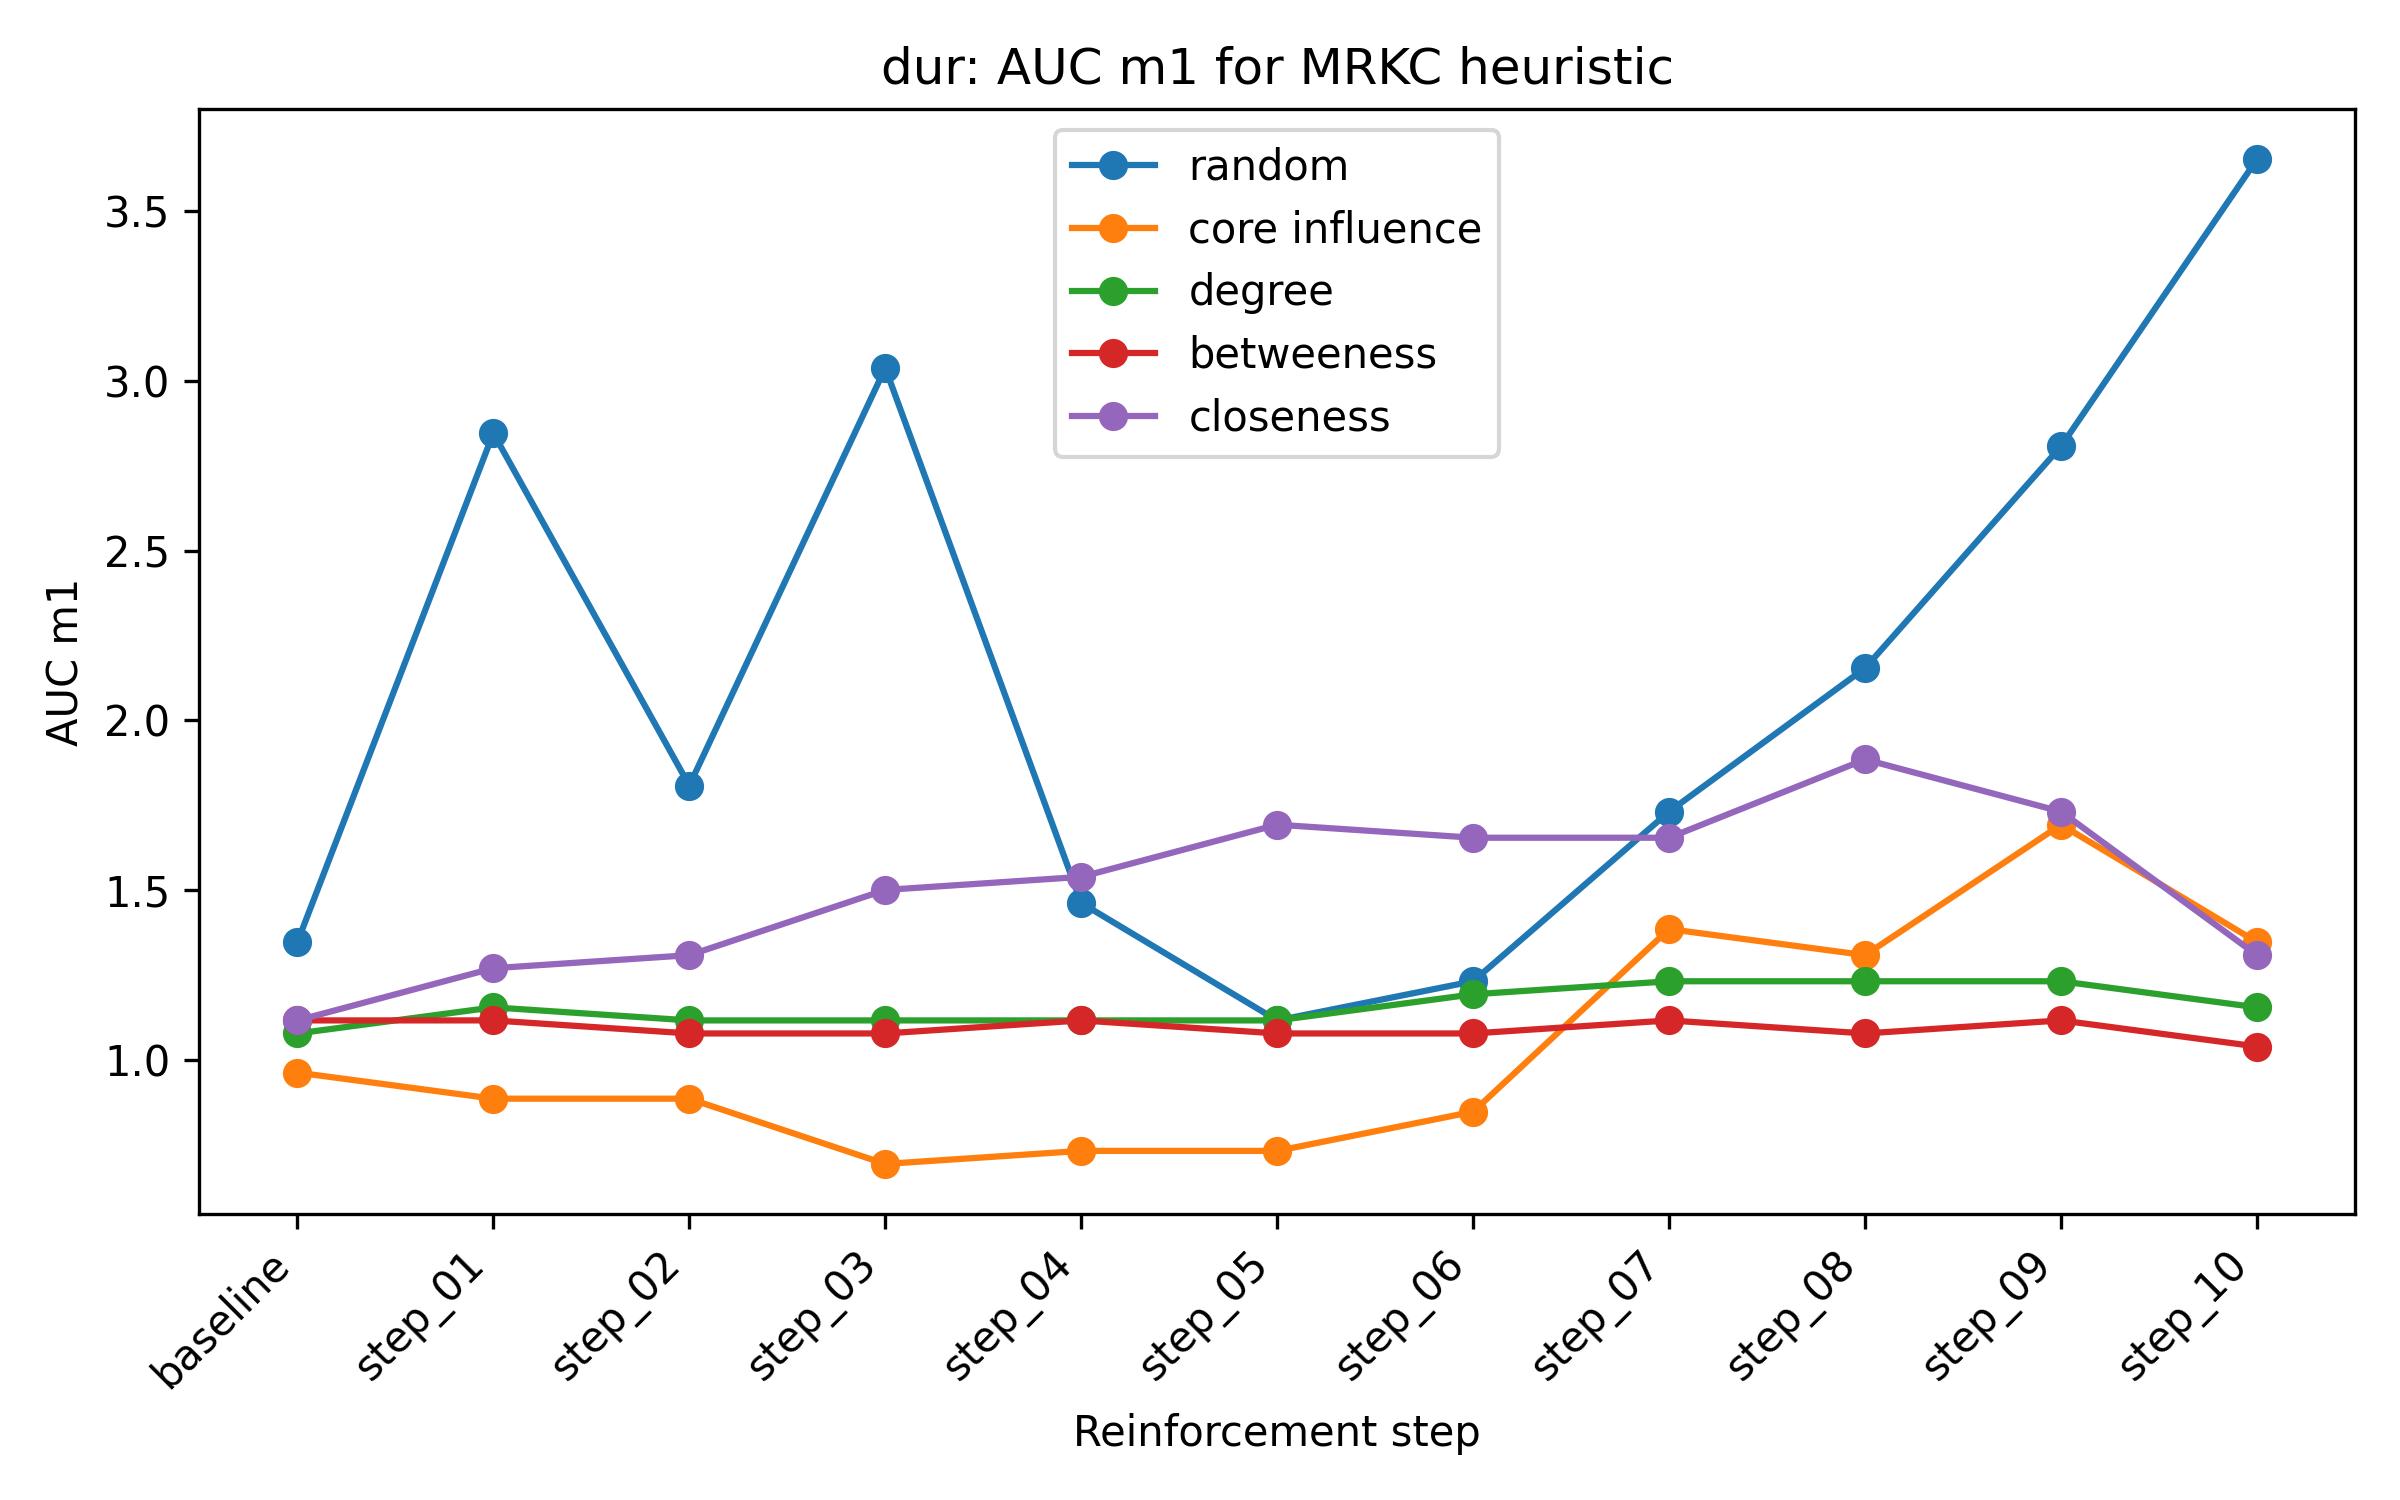 dur: AUC m1 for MRKC heuristic
random
core influence
degree
betweeness
closeness
AUC m1
3.5
3.0
2.5
2.0
1.5
1.0
baseline
step_01
step_02
step_03
step_04
step_05
step_06
step_07
step_08
step_09
step_10
Reinforcement step